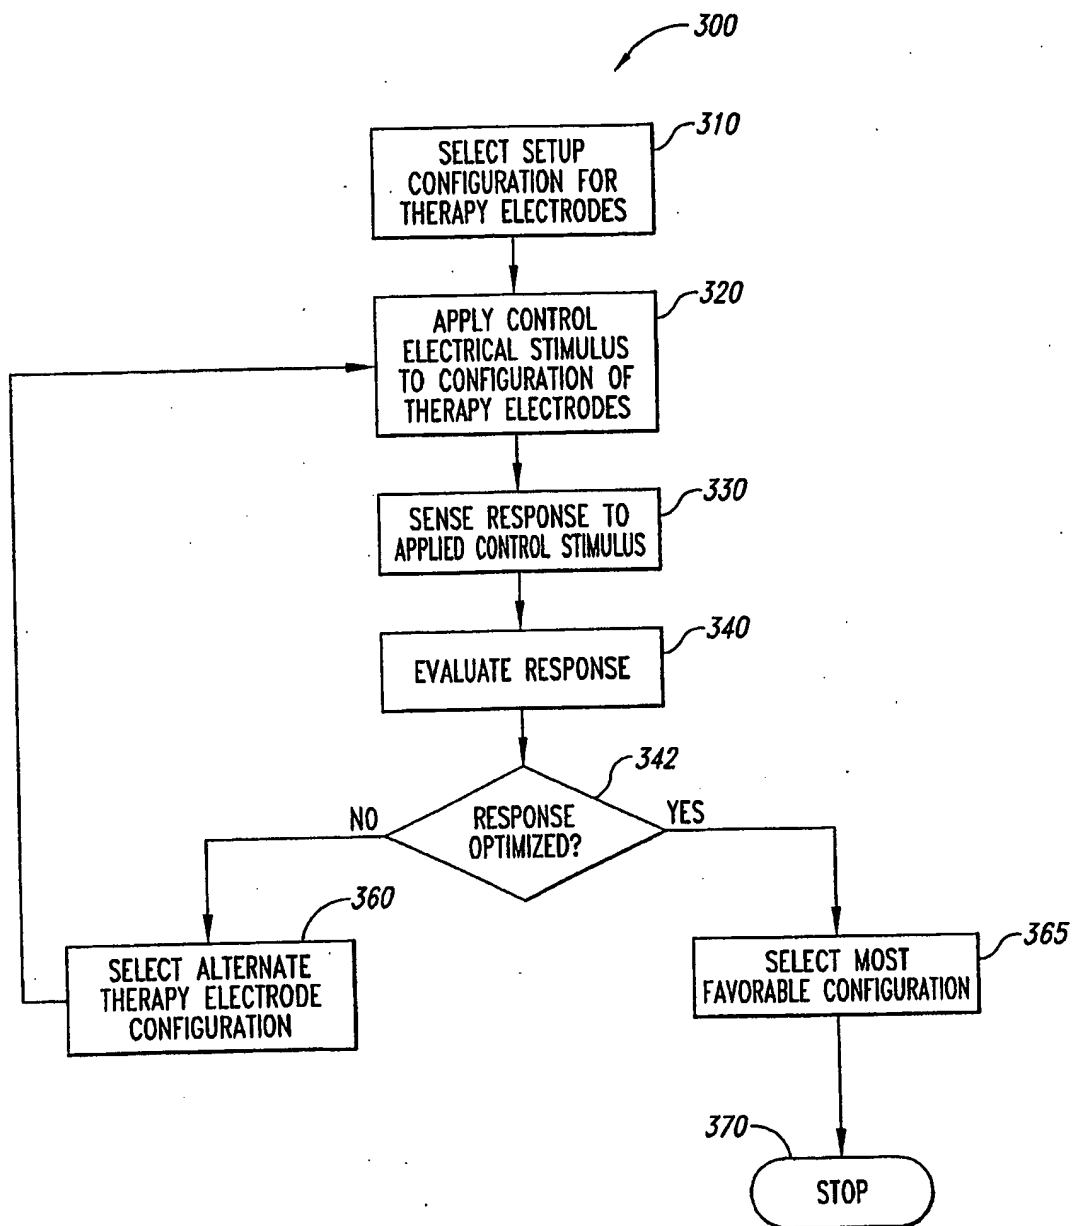 300
310
SELECT SETUP
CONFIGURATION FOR
THERAPY ELECTRODES
320
APPLY CONTROL
ELECTRICAL STIMULUS
TO CONFIGURATION OF
THERAPY ELECTRODES
330
SENSE RESPONSE TO
APPLIED CONTROL STIMULUS
340
EVALUATE RESPONSE
342
NO
RESPONSE
OPTIMIZED?
YES
360
SELECT ALTERNATE
THERAPY ELECTRODE
CONFIGURATION
365
SELECT MOST
FAVORABLE CONFIGURATION
370
STOP